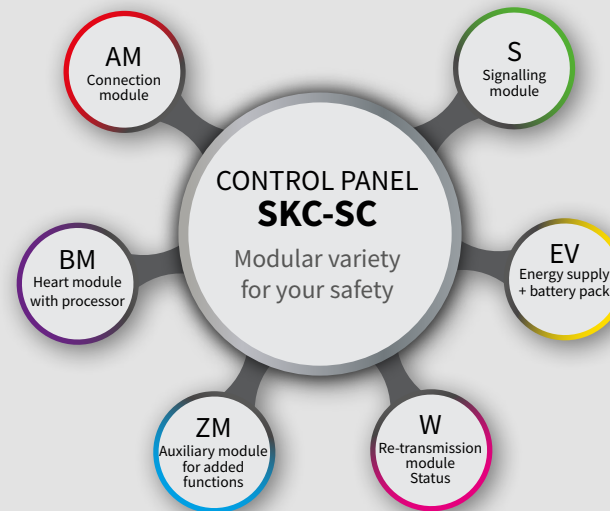 AM
Connection
module
S
Signalling
module
CONTROL PANEL
SKC-SC
Modular variety
for your safety
BM
Heart module
with processor
EV
Energy supply
+ battery pack
ZM
Auxiliary module
for added
functions
W
Re-transmission
module
Status